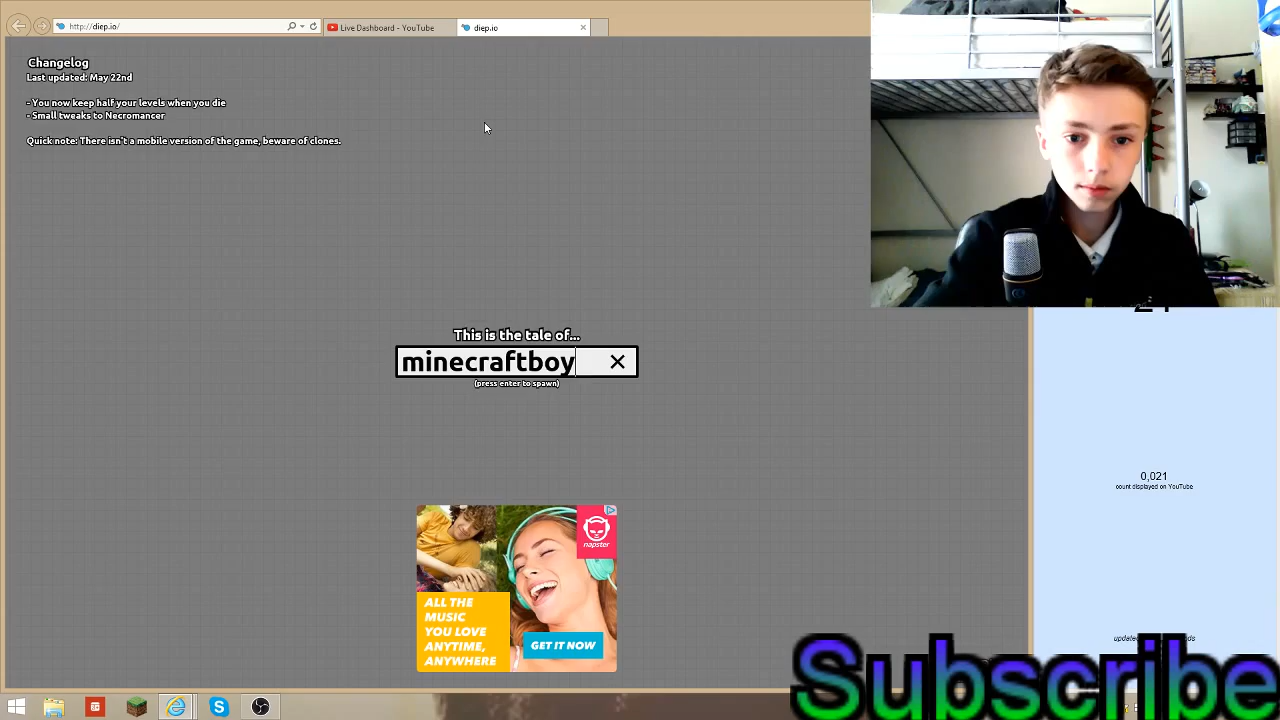 http://diep.io/
Live Dashboard - YouTube
diep.io
Changelog
Last updated: May 22nd
- You now keep half your levels when you die
- Small tweaks to Necromancer
Quick note: There isn't a mobile version of the game, beware of clones.
This is the tale of...
minecraftboy
(press enter to spawn)
0,021
count displayed on YouTube
napster
ALL THE
MUSIC
YOU LOVE
ANYTIME,
ANYWHERE
GET IT NOW
Subscribe